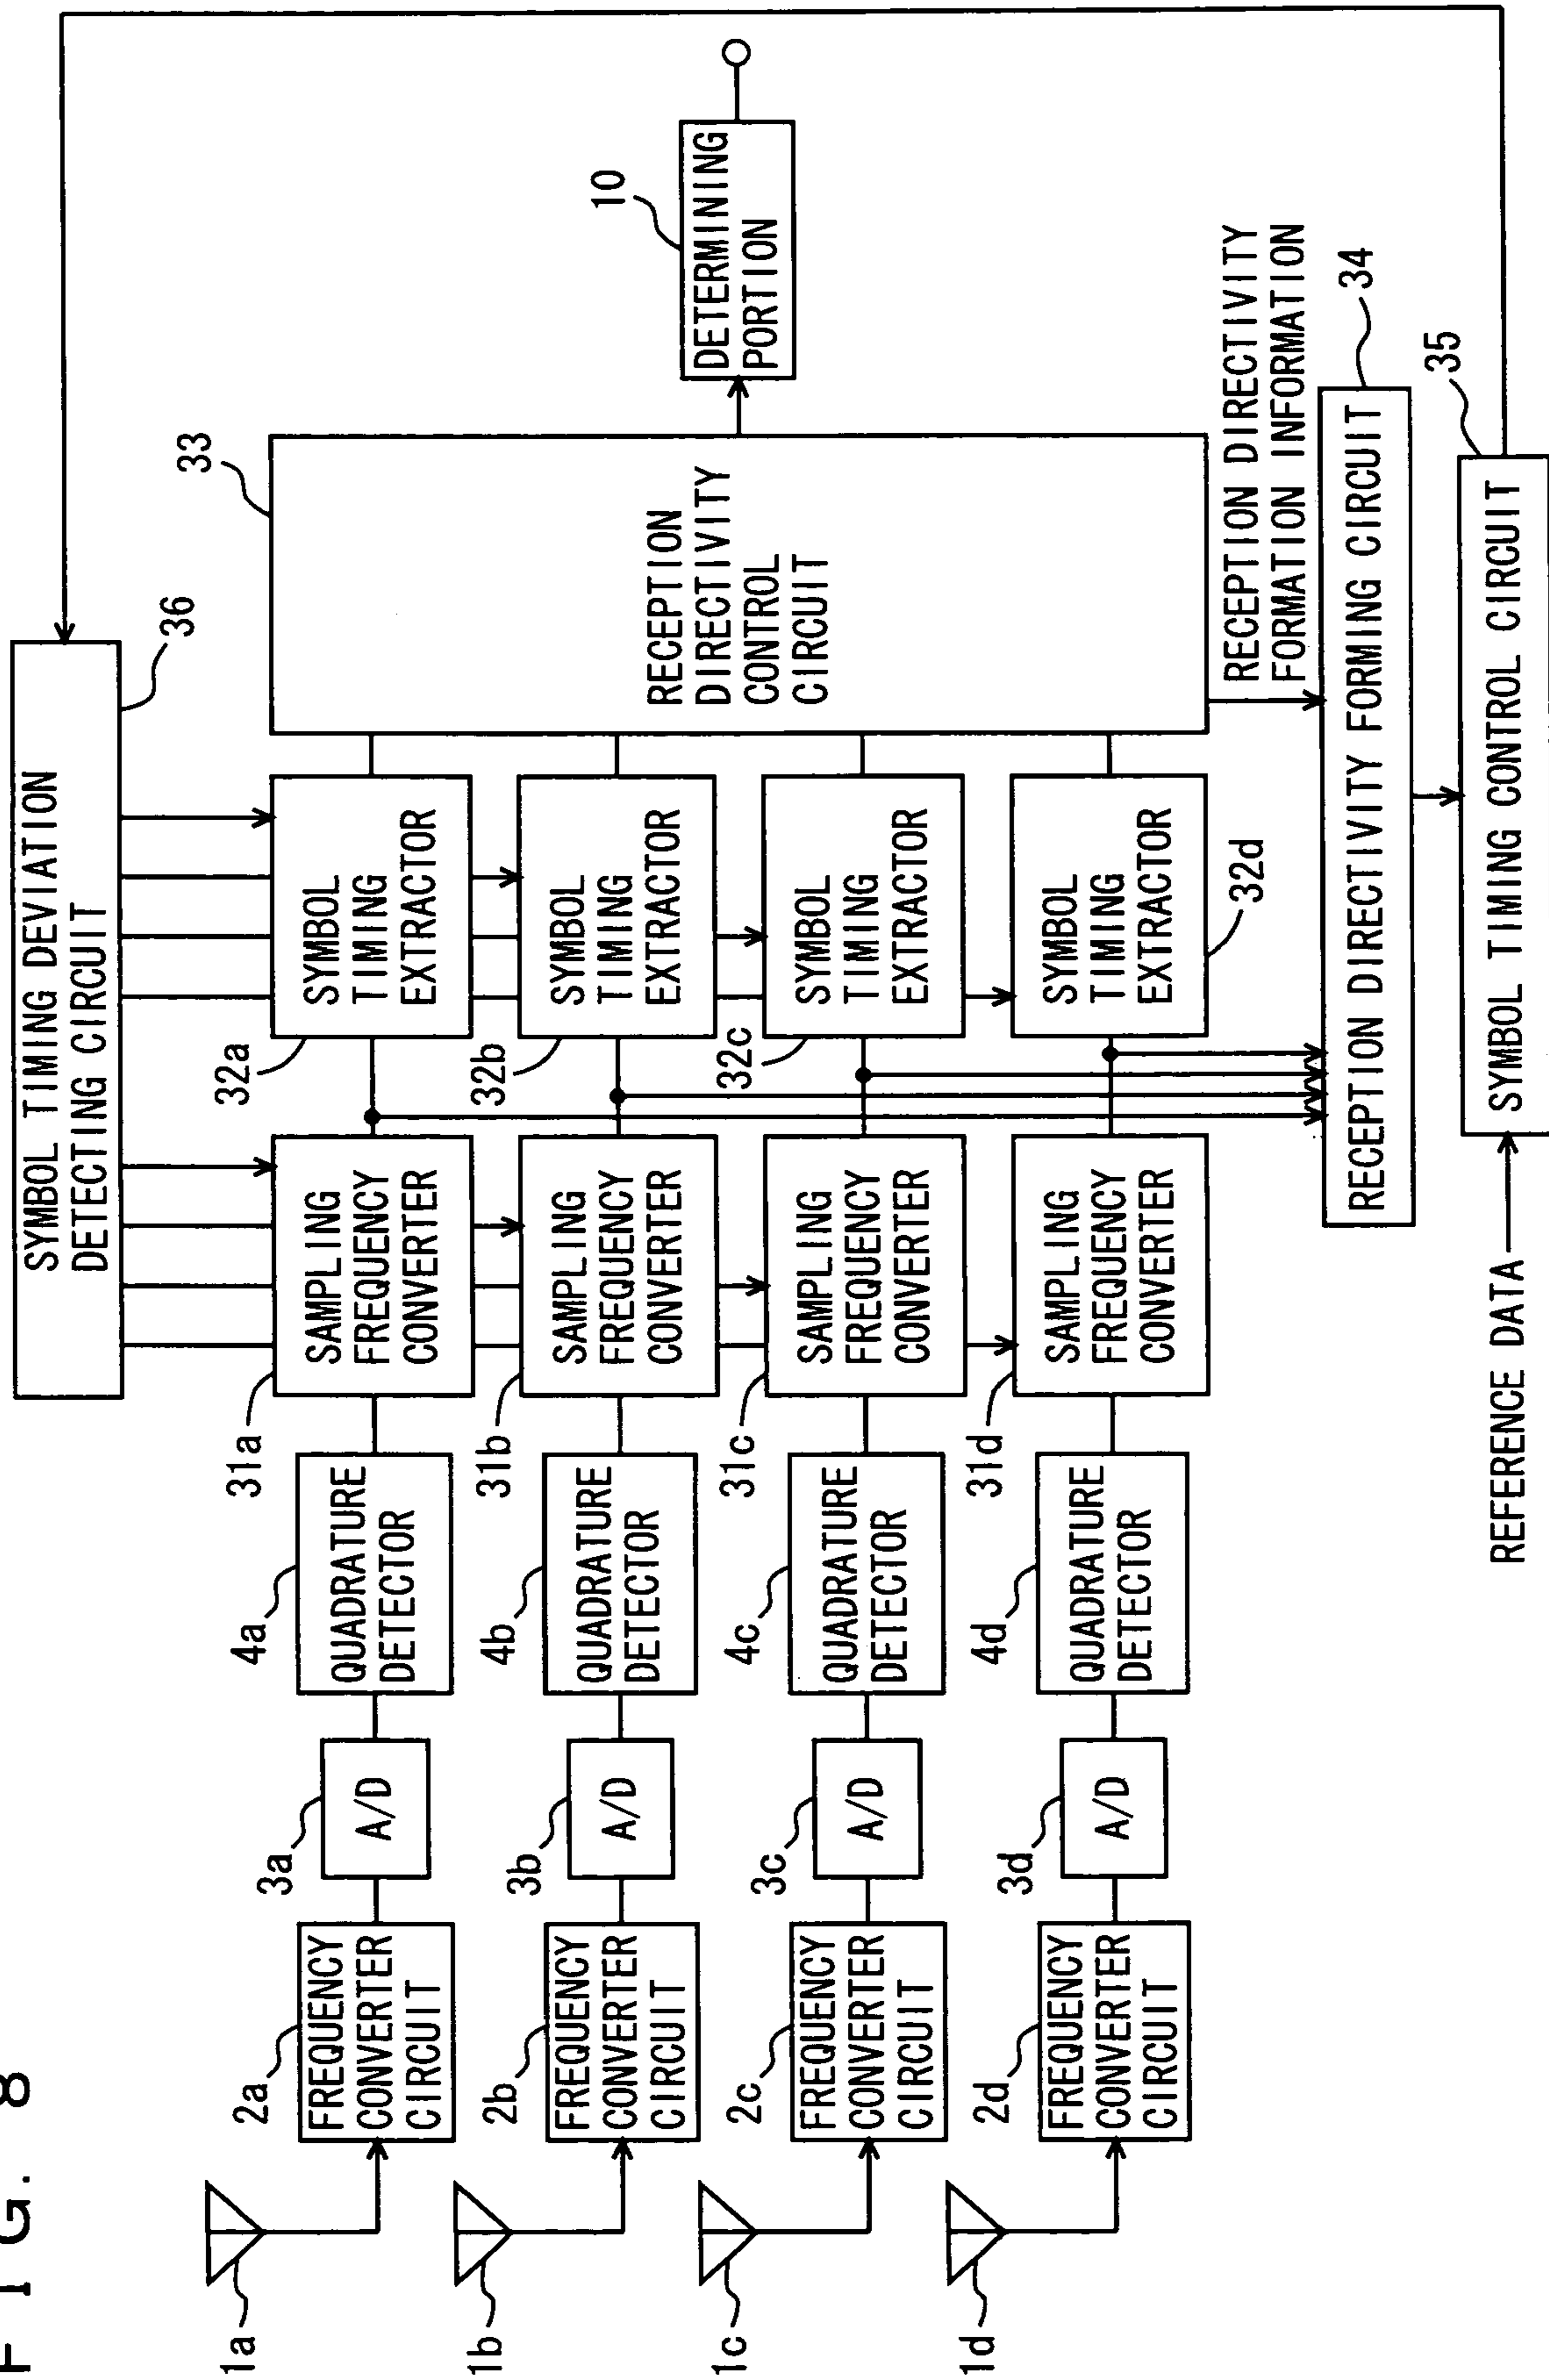 FIG. 8
SYMBOL TIMING DEVIATION
DETECTING CIRCUIT
36
1a
2a
FREQUENCY
CONVERTER
CIRCUIT
3a
A/D
4a
QUADRATURE
DETECTOR
31a
SAMPLING
FREQUENCY
CONVERTER
32a
SYMBOL
TIMING
EXTRACTOR
33
RECEPTION
DIRECTIVITY
CONTROL
CIRCUIT
10
DETERMINING
PORTION
1b
2b
FREQUENCY
CONVERTER
CIRCUIT
3b
A/D
4b
QUADRATURE
DETECTOR
31b
SAMPLING
FREQUENCY
CONVERTER
32b
SYMBOL
TIMING
EXTRACTOR
1c
2c
FREQUENCY
CONVERTER
CIRCUIT
3c
A/D
4c
QUADRATURE
DETECTOR
31c
SAMPLING
FREQUENCY
CONVERTER
32c
SYMBOL
TIMING
EXTRACTOR
1d
2d
FREQUENCY
CONVERTER
CIRCUIT
3d
A/D
4d
QUADRATURE
DETECTOR
31d
SAMPLING
FREQUENCY
CONVERTER
SYMBOL
TIMING
EXTRACTOR
32d
RECEPTION DIRECTIVITY
FORMATION INFORMATION
RECEPTION DIRECTIVITY FORMING CIRCUIT
34
REFERENCE DATA
SYMBOL TIMING CONTROL CIRCUIT
35